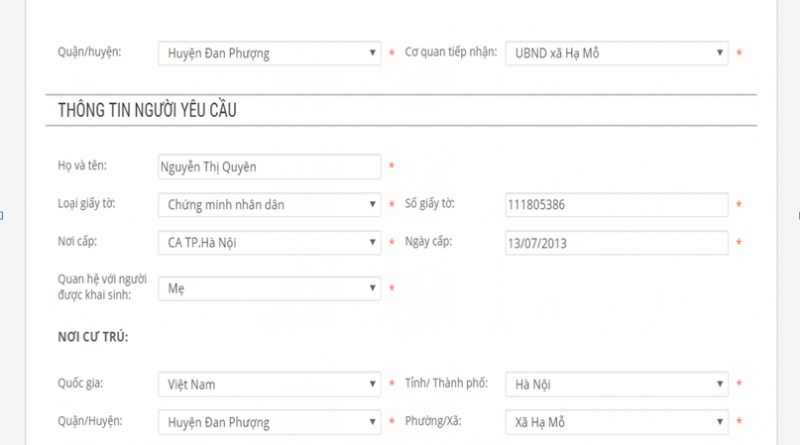 Quận/huyện: Huyện Đan Phượng * Cơ quan tiếp nhận: UBND xã Hạ Mỗ *
THÔNG TIN NGƯỜI YÊU CẦU
Họ và tên: Nguyễn Thị Quyên *
Loại giấy tờ: Chứng minh nhân dân * Số giấy tờ: 111805386 *
Nơi cấp: CA TP.Hà Nội * Ngày cấp: 13/07/2013 *
Quan hệ với người
được khai sinh: Mẹ *
NƠI CƯ TRÚ:
Quốc gia: Việt Nam * Tỉnh/ Thành phố: Hà Nội *
Quận/Huyện: Huyện Đan Phượng * Phường/Xã: Xã Hạ Mỗ *